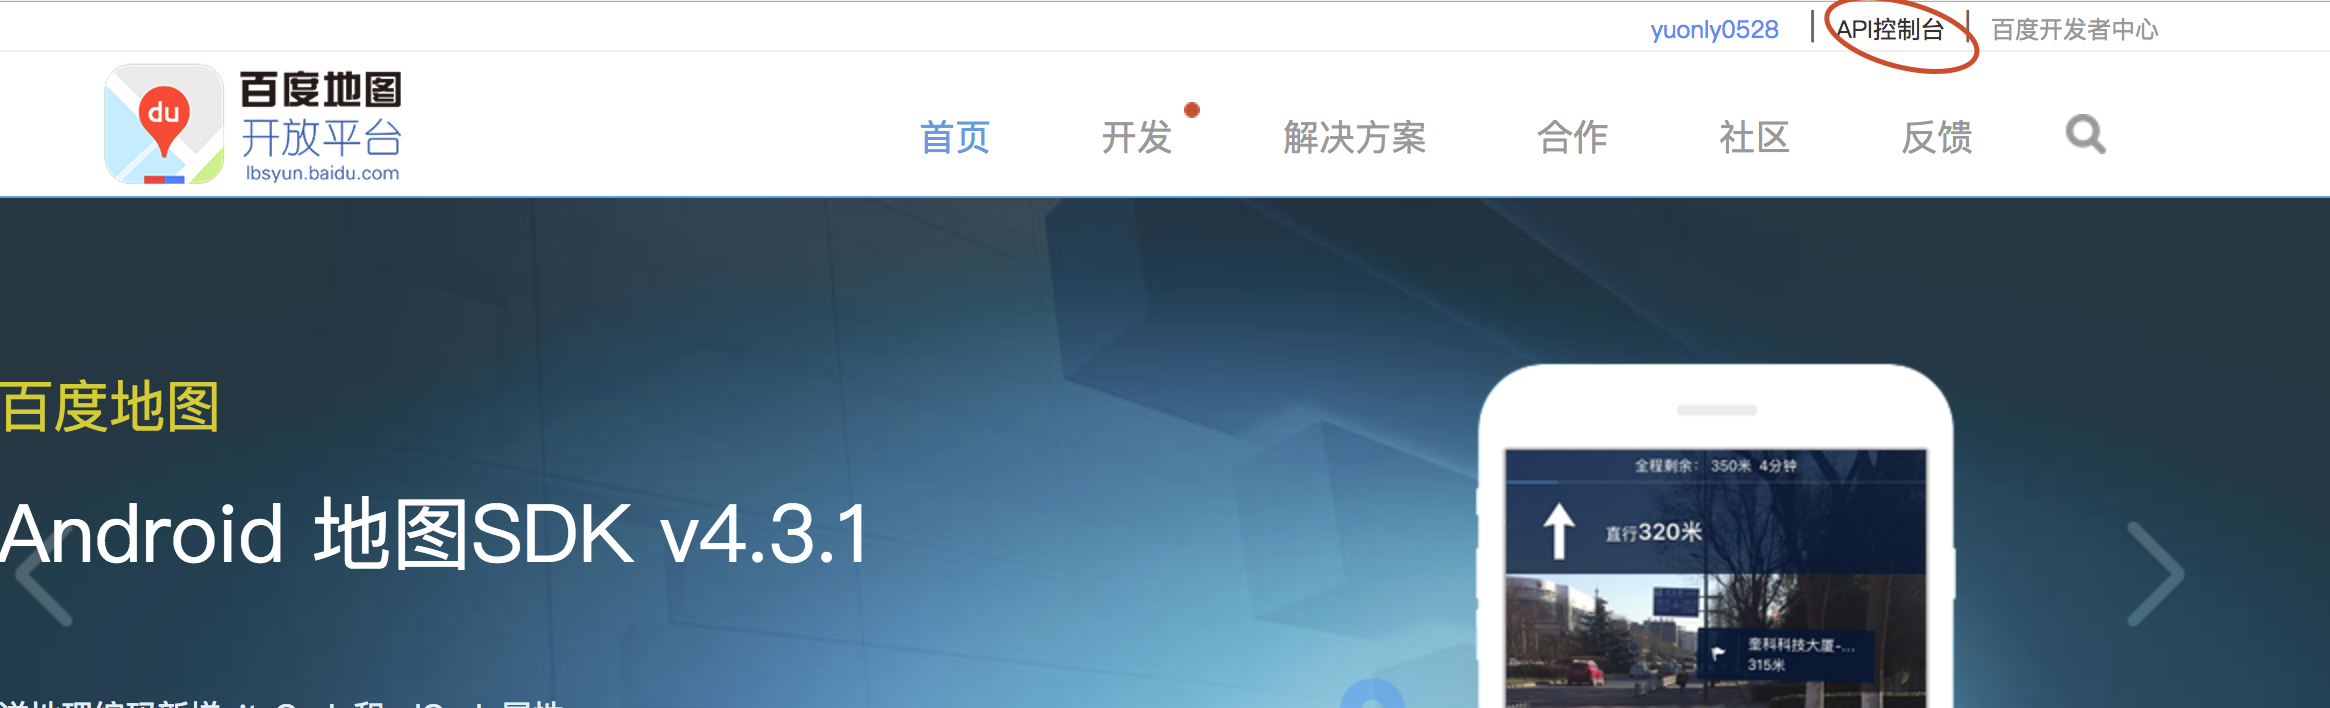 yuonly0528
API控制台
百度开发者中心
du
百度地图
开放平台
lbsyun.baidu.com
首页
开发
解决方案
合作
社区
反馈
百度地图
Android 地图SDK v4.3.1
全程剩余： 350米 4分钟
直行320米
奎科科技大厦-...
315米